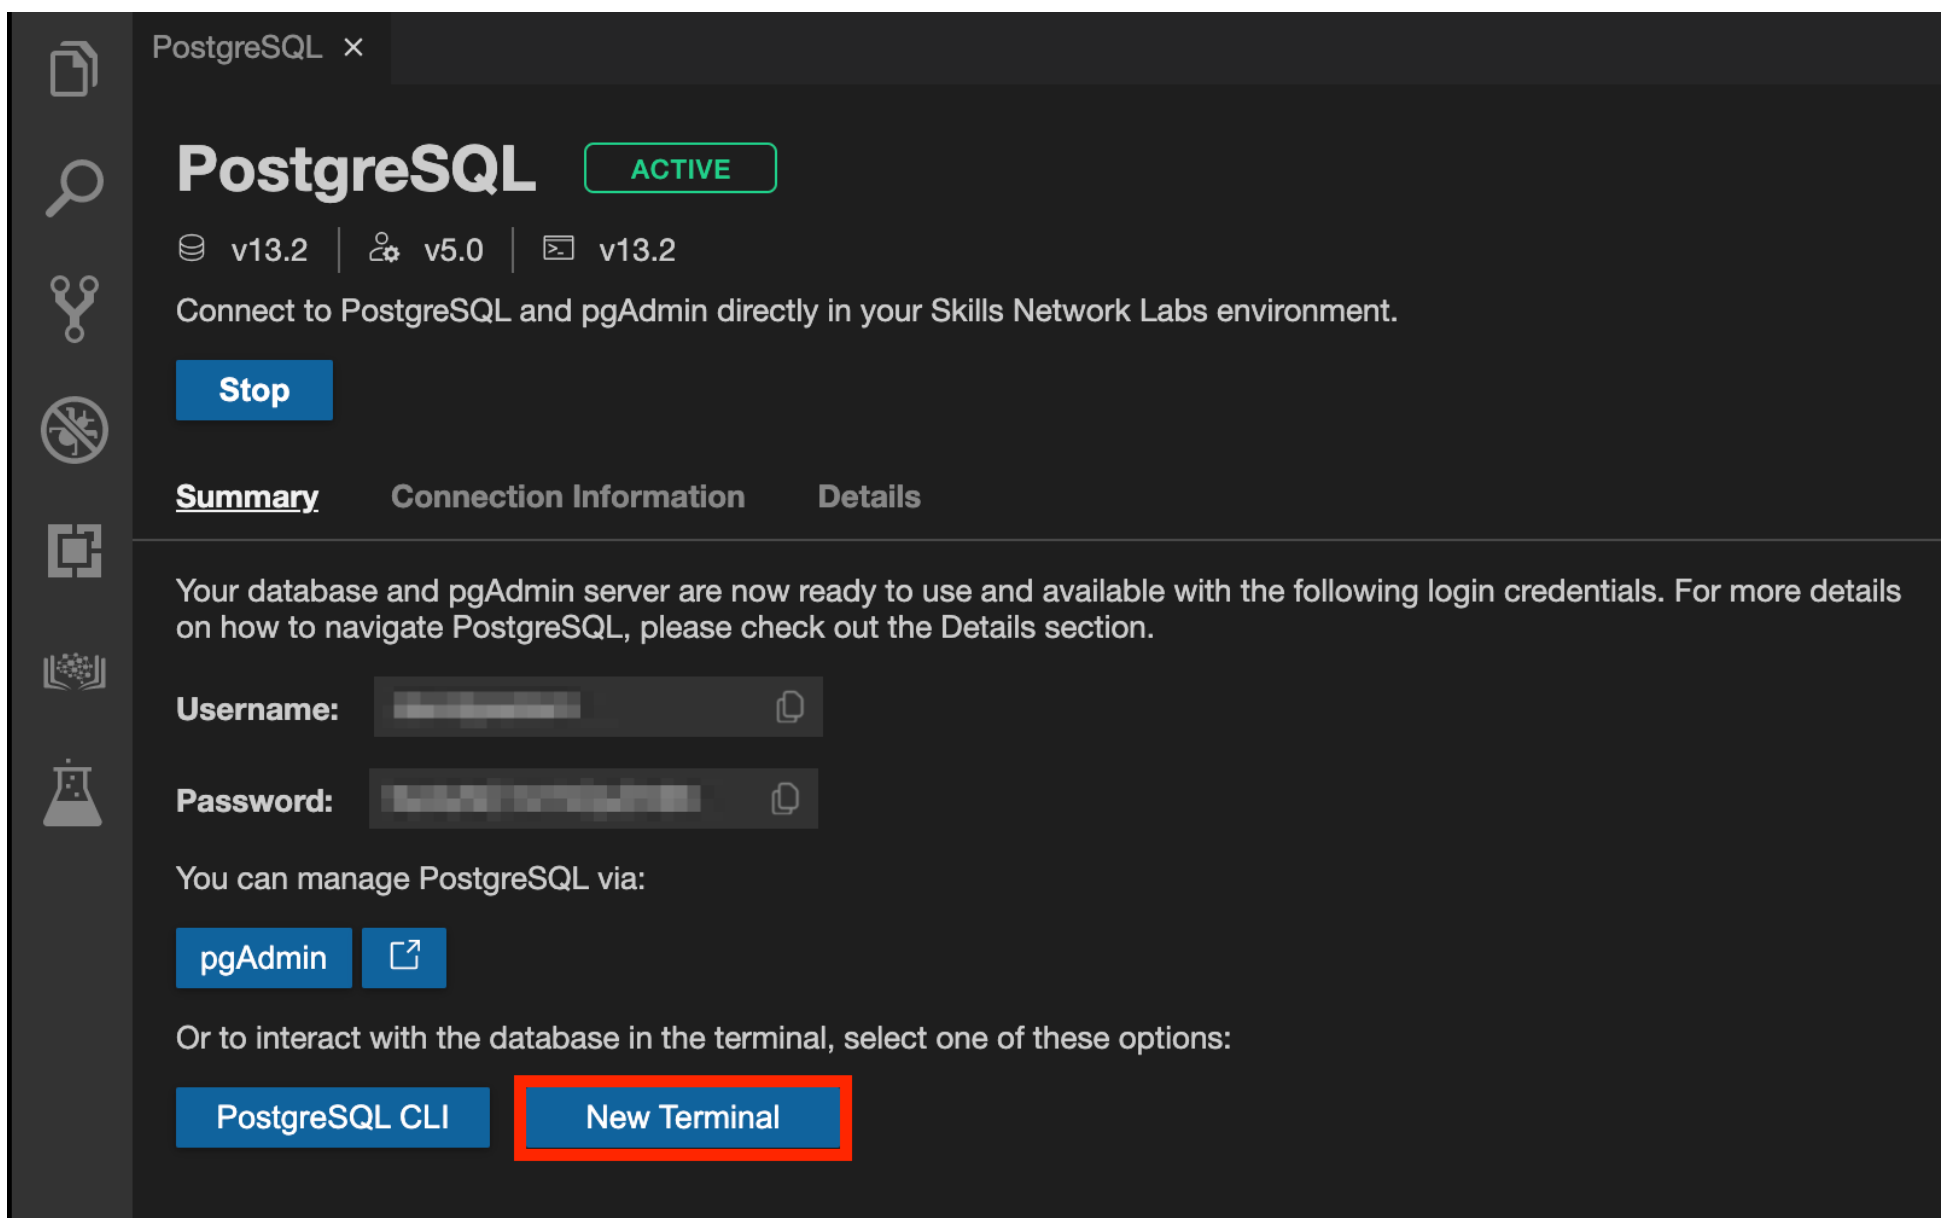 PostgreSQL ×
PostgreSQL ACTIVE
v13.2 v5.0 v13.2
Connect to PostgreSQL and pgAdmin directly in your Skills Network Labs environment.
Stop
Summary Connection Information Details
Your database and pgAdmin server are now ready to use and available with the following login credentials. For more details
on how to navigate PostgreSQL, please check out the Details section.
Username:
Password:
You can manage PostgreSQL via:
pgAdmin
Or to interact with the database in the terminal, select one of these options:
PostgreSQL CLI New Terminal